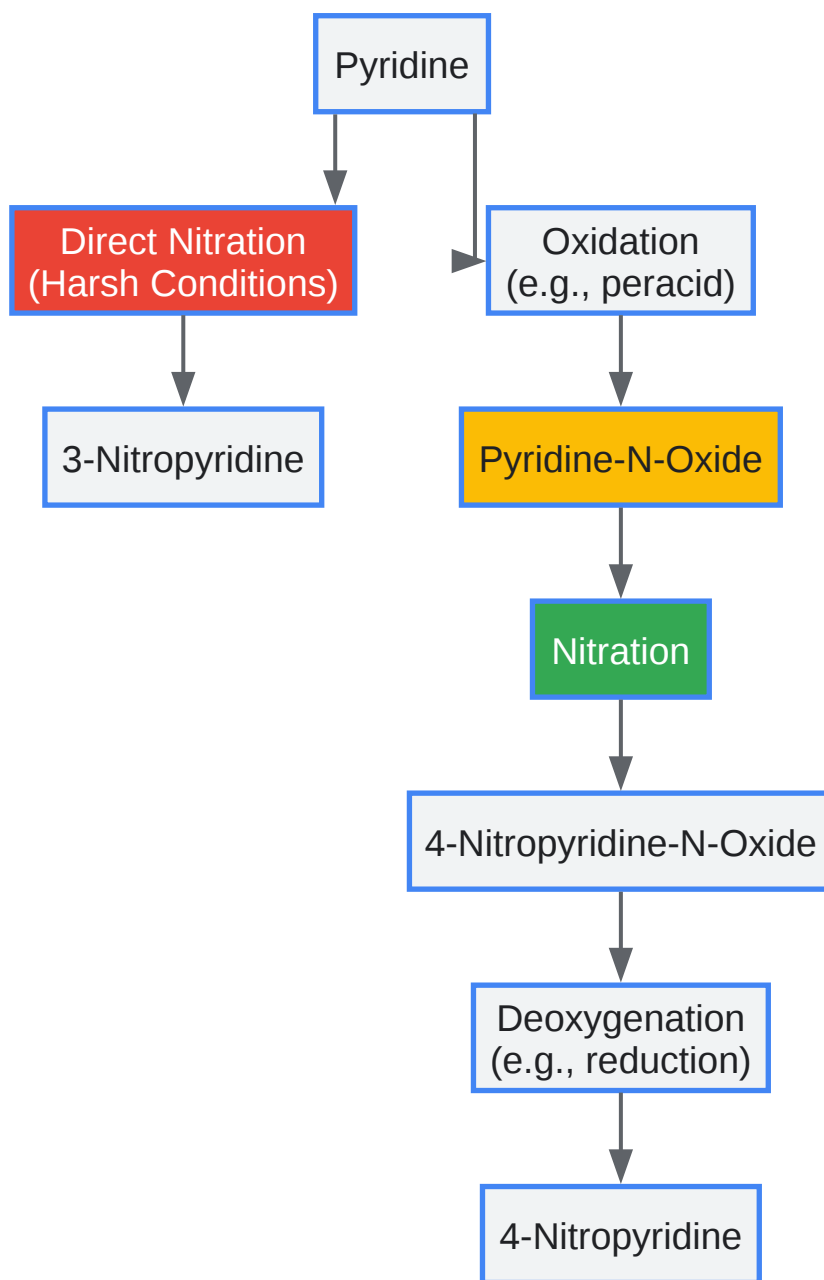 Pyridine
Direct Nitration
(Harsh Conditions)
Oxidation
(e.g., peracid)
3-Nitropyridine
Pyridine-N-Oxide
Nitration
4-Nitropyridine-N-Oxide
Deoxygenation
(e.g., reduction)
4-Nitropyridine